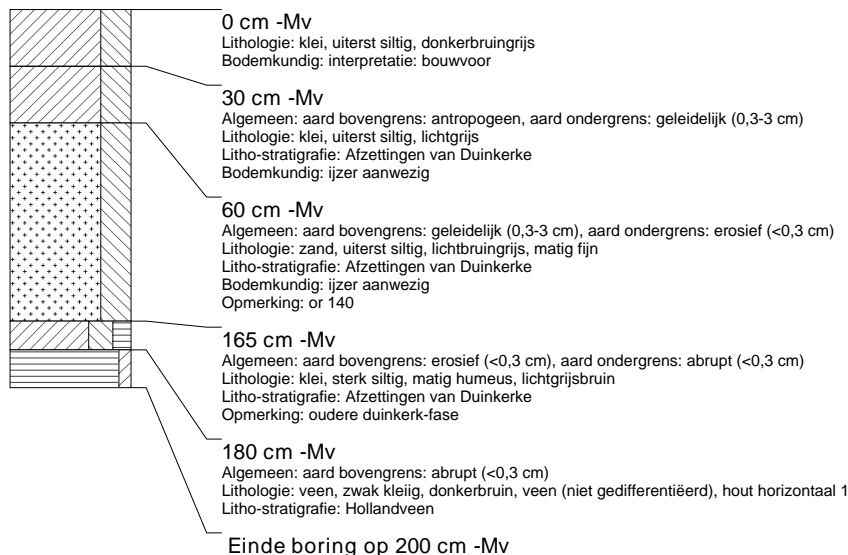 0 cm -Mv
Lithologie: klei, uiterst siltig, donkerbruingrijs
Bodemkundig: interpretatie: bouwvoor
30 cm -Mv
Algemeen: aard bovengrens: antropogeen, aard ondergrens: geleidelijk (0,3-3 cm)
Lithologie: klei, uiterst siltig, lichtgrijs
Litho-stratigrafie: Afzettingen van Duinkerke
Bodemkundig: ijzer aanwezig
60 cm -Mv
Algemeen: aard bovengrens: geleidelijk (0,3-3 cm), aard ondergrens: erosief (<0,3 cm)
Lithologie: zand, uiterst siltig, lichtbruingrijs, matig fijn
Litho-stratigrafie: Afzettingen van Duinkerke
Bodemkundig: ijzer aanwezig
Opmerking: or 140
165 cm -Mv
Algemeen: aard bovengrens: erosief (<0,3 cm), aard ondergrens: abrupt (<0,3 cm)
Lithologie: klei, sterk siltig, matig humeus, lichtgrijsbruin
Litho-stratigrafie: Afzettingen van Duinkerke
Opmerking: oudere duinkerk-fase
180 cm -Mv
Algemeen: aard bovengrens: abrupt (<0,3 cm)
Lithologie: veen, zwak kleiig, donkerbruin, veen (niet gedifferentiëerd), hout horizontaal 1
Litho-stratigrafie: Hollandveen
Einde boring op 200 cm -Mv